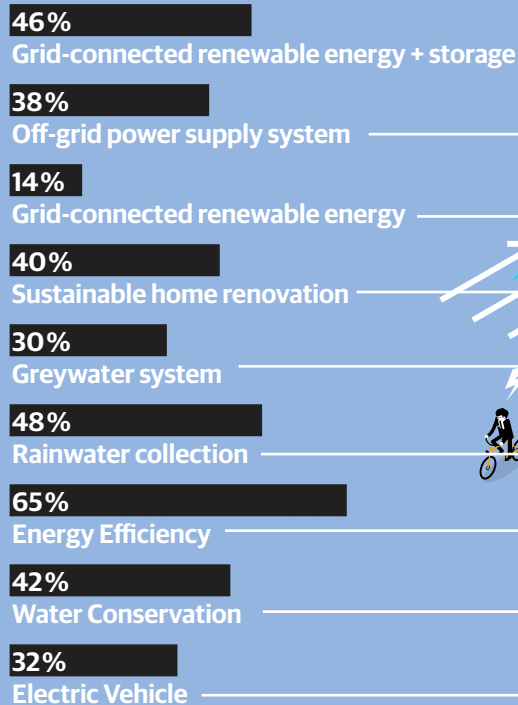 46%
Grid-connected renewable energy + storage
38%
Off-grid power supply system
14%
Grid-connected renewable energy
40%
Sustainable home renovation
30%
Greywater system
48%
Rainwater collection
65%
Energy Efficiency
42%
Water Conservation
32%
Electric Vehicle